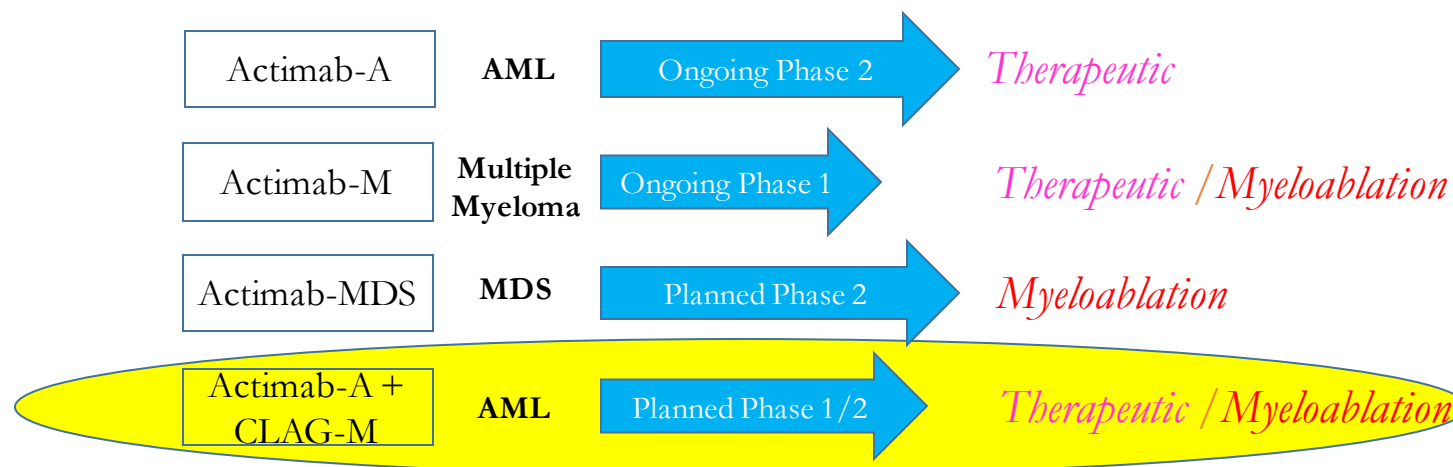 Actimab-A AML Ongoing Phase 2 Therapeutic
Actimab-M Multiple Myeloma Ongoing Phase 1 Therapeutic / Myeloablation
Actimab-MDS MDS Planned Phase 2 Myeloablation
Actimab-A + CLAG-M AML Planned Phase 1/2 Therapeutic / Myeloablation